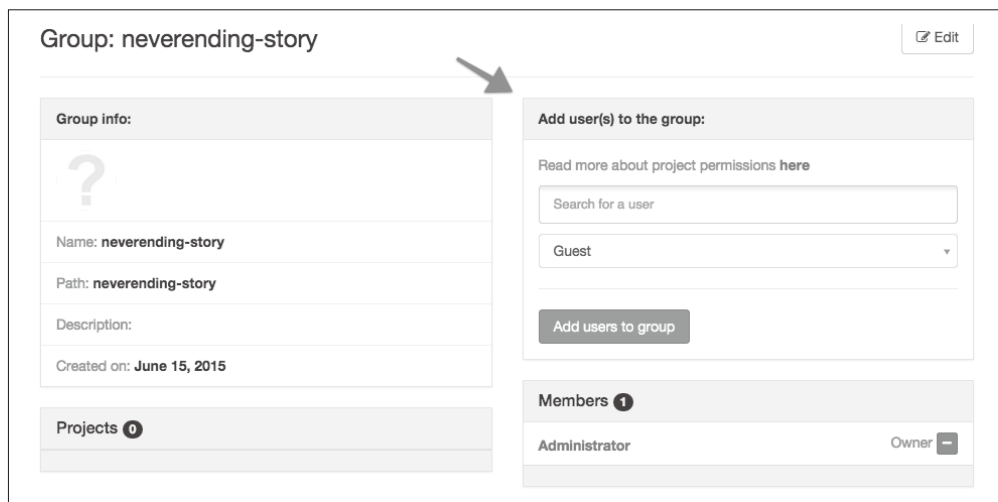 Group: neverending-story
Edit
Group info:
?
Name: neverending-story
Path: neverending-story
Description:
Created on: June 15, 2015
Projects 0
Add user(s) to the group:
Read more about project permissions here
Search for a user
Guest
Add users to group
Members 1
Administrator
Owner